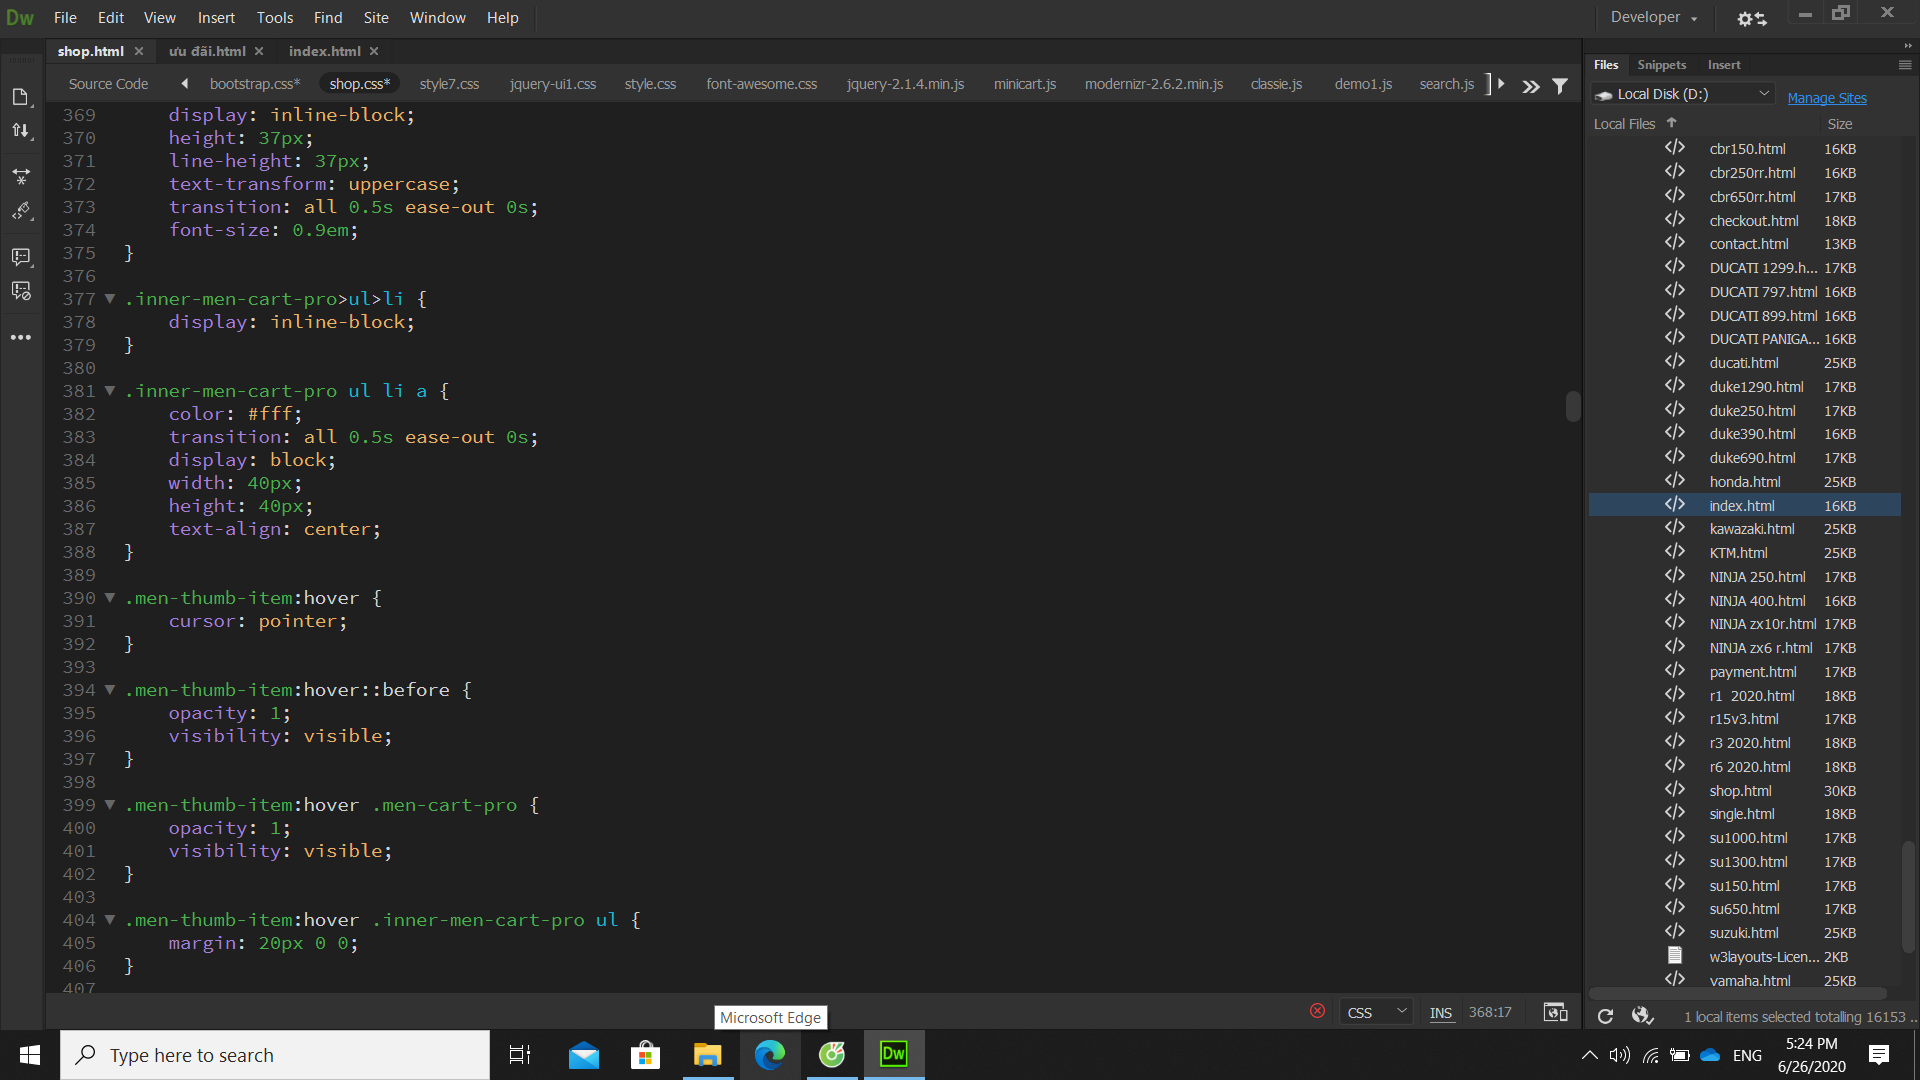 Dw File Edit View Insert Tools Find Site Window Help Developer
shop.html ưu đãi.html index.html
Source Code bootstrap.css* shop.css* style7.css jquery-ui1.css style.css font-awesome.css jquery-2.1.4.min.js minicart.js modernizr-2.6.2.min.js classie.js demo1.js search.js
369 display: inline-block;
370 height: 37px;
371 line-height: 37px;
372 text-transform: uppercase;
373 transition: all 0.5s ease-out 0s;
374 font-size: 0.9em;
375 }
376
377 .inner-men-cart-pro>ul>li {
378 display: inline-block;
379 }
380
381 .inner-men-cart-pro ul li a {
382 color: #fff;
383 transition: all 0.5s ease-out 0s;
384 display: block;
385 width: 40px;
386 height: 40px;
387 text-align: center;
388 }
389
390 .men-thumb-item:hover {
391 cursor: pointer;
392 }
393
394 .men-thumb-item:hover::before {
395 opacity: 1;
396 visibility: visible;
397 }
398
399 .men-thumb-item:hover .men-cart-pro {
400 opacity: 1;
401 visibility: visible;
402 }
403
404 .men-thumb-item:hover .inner-men-cart-pro ul {
405 margin: 20px 0 0;
406 }
407
CSS INS 368:17
Files Snippets Insert
Local Disk (D:) Manage Sites
Local Files Size
cbr150.html 16KB
cbr250rr.html 16KB
cbr650rr.html 17KB
checkout.html 18KB
contact.html 13KB
DUCATI 1299.h... 17KB
DUCATI 797.html 16KB
DUCATI 899.html 16KB
DUCATI PANIGA... 16KB
ducati.html 25KB
duke1290.html 17KB
duke250.html 17KB
duke390.html 16KB
duke690.html 17KB
honda.html 25KB
index.html 16KB
kawazaki.html 25KB
KTM.html 25KB
NINJA 250.html 17KB
NINJA 400.html 16KB
NINJA zx10r.html 17KB
NINJA zx6 r.html 17KB
payment.html 17KB
r1 2020.html 18KB
r15v3.html 17KB
r3 2020.html 18KB
r6 2020.html 18KB
shop.html 30KB
single.html 18KB
su1000.html 17KB
su1300.html 17KB
su150.html 17KB
su650.html 17KB
suzuki.html 25KB
w3layouts-Licen... 2KB
yamaha.html 25KB
1 local items selected totalling 16153 ..
Microsoft Edge
Type here to search
Dw
ENG
5:24 PM
6/26/2020